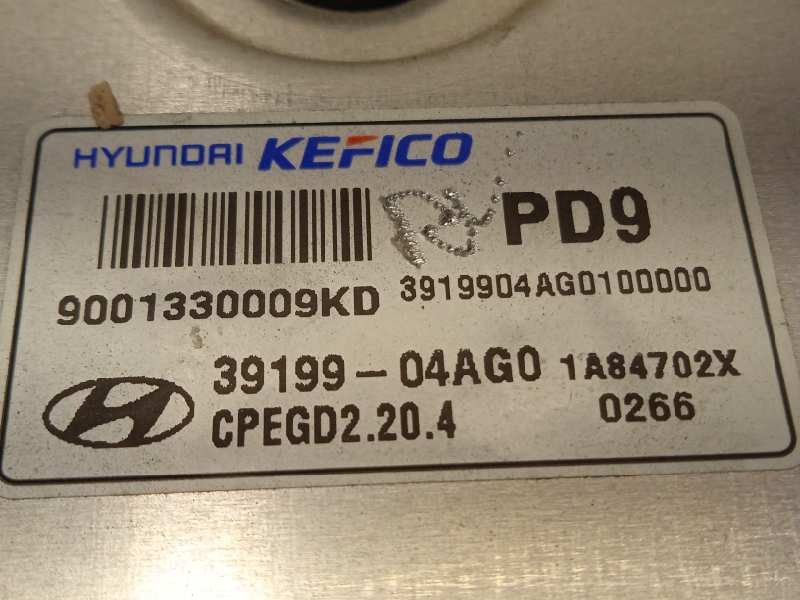 HYUNDAI KEFICO
PD9
9001330009KD
3919904AG0100000
39199-04AG0
1A84702X
CPEGD2.20.4
0266